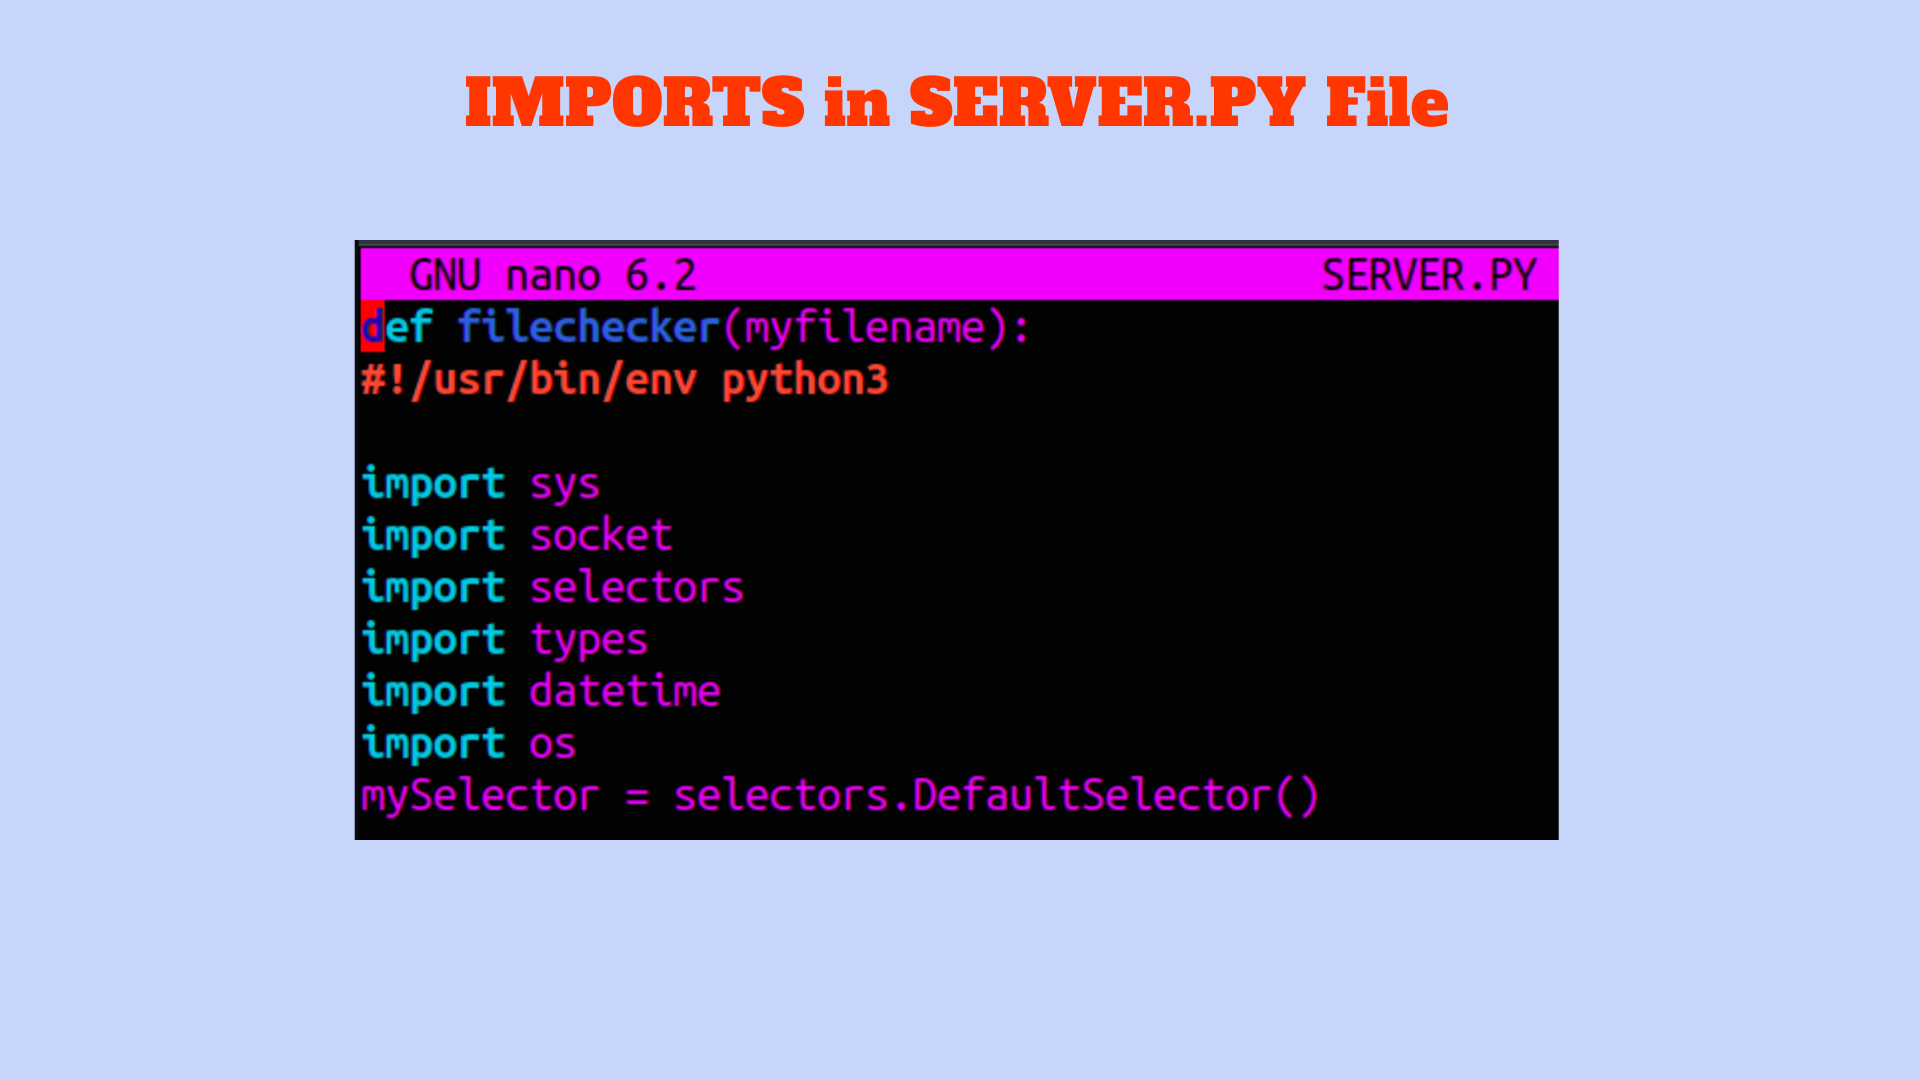 IMPORTS in SERVER.PY File
GNU nano 6.2 SERVER.PY
def filechecker(myfilename):
#!/usr/bin/env python3
import sys
import socket
import selectors
import types
import datetime
import os
mySelector = selectors.DefaultSelector()